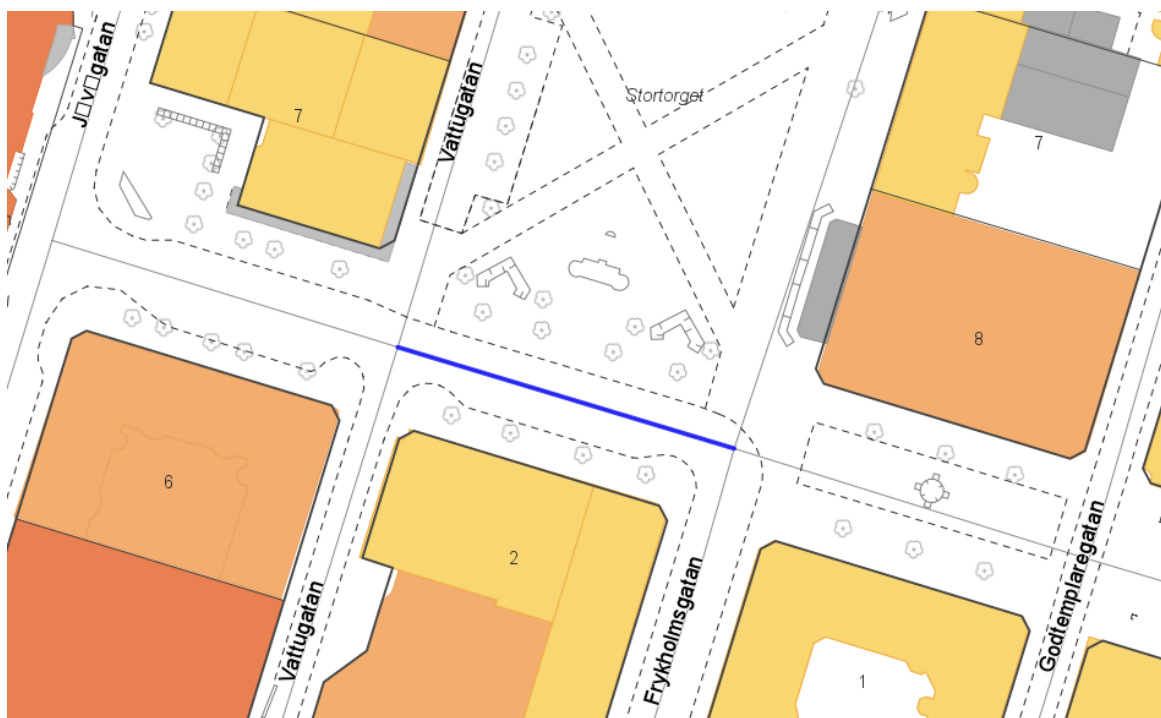 Vattugatan
Stortorget
7
7
8
6
2
Vattugatan
Frykholmsgatan
Godtemplaregatan
1